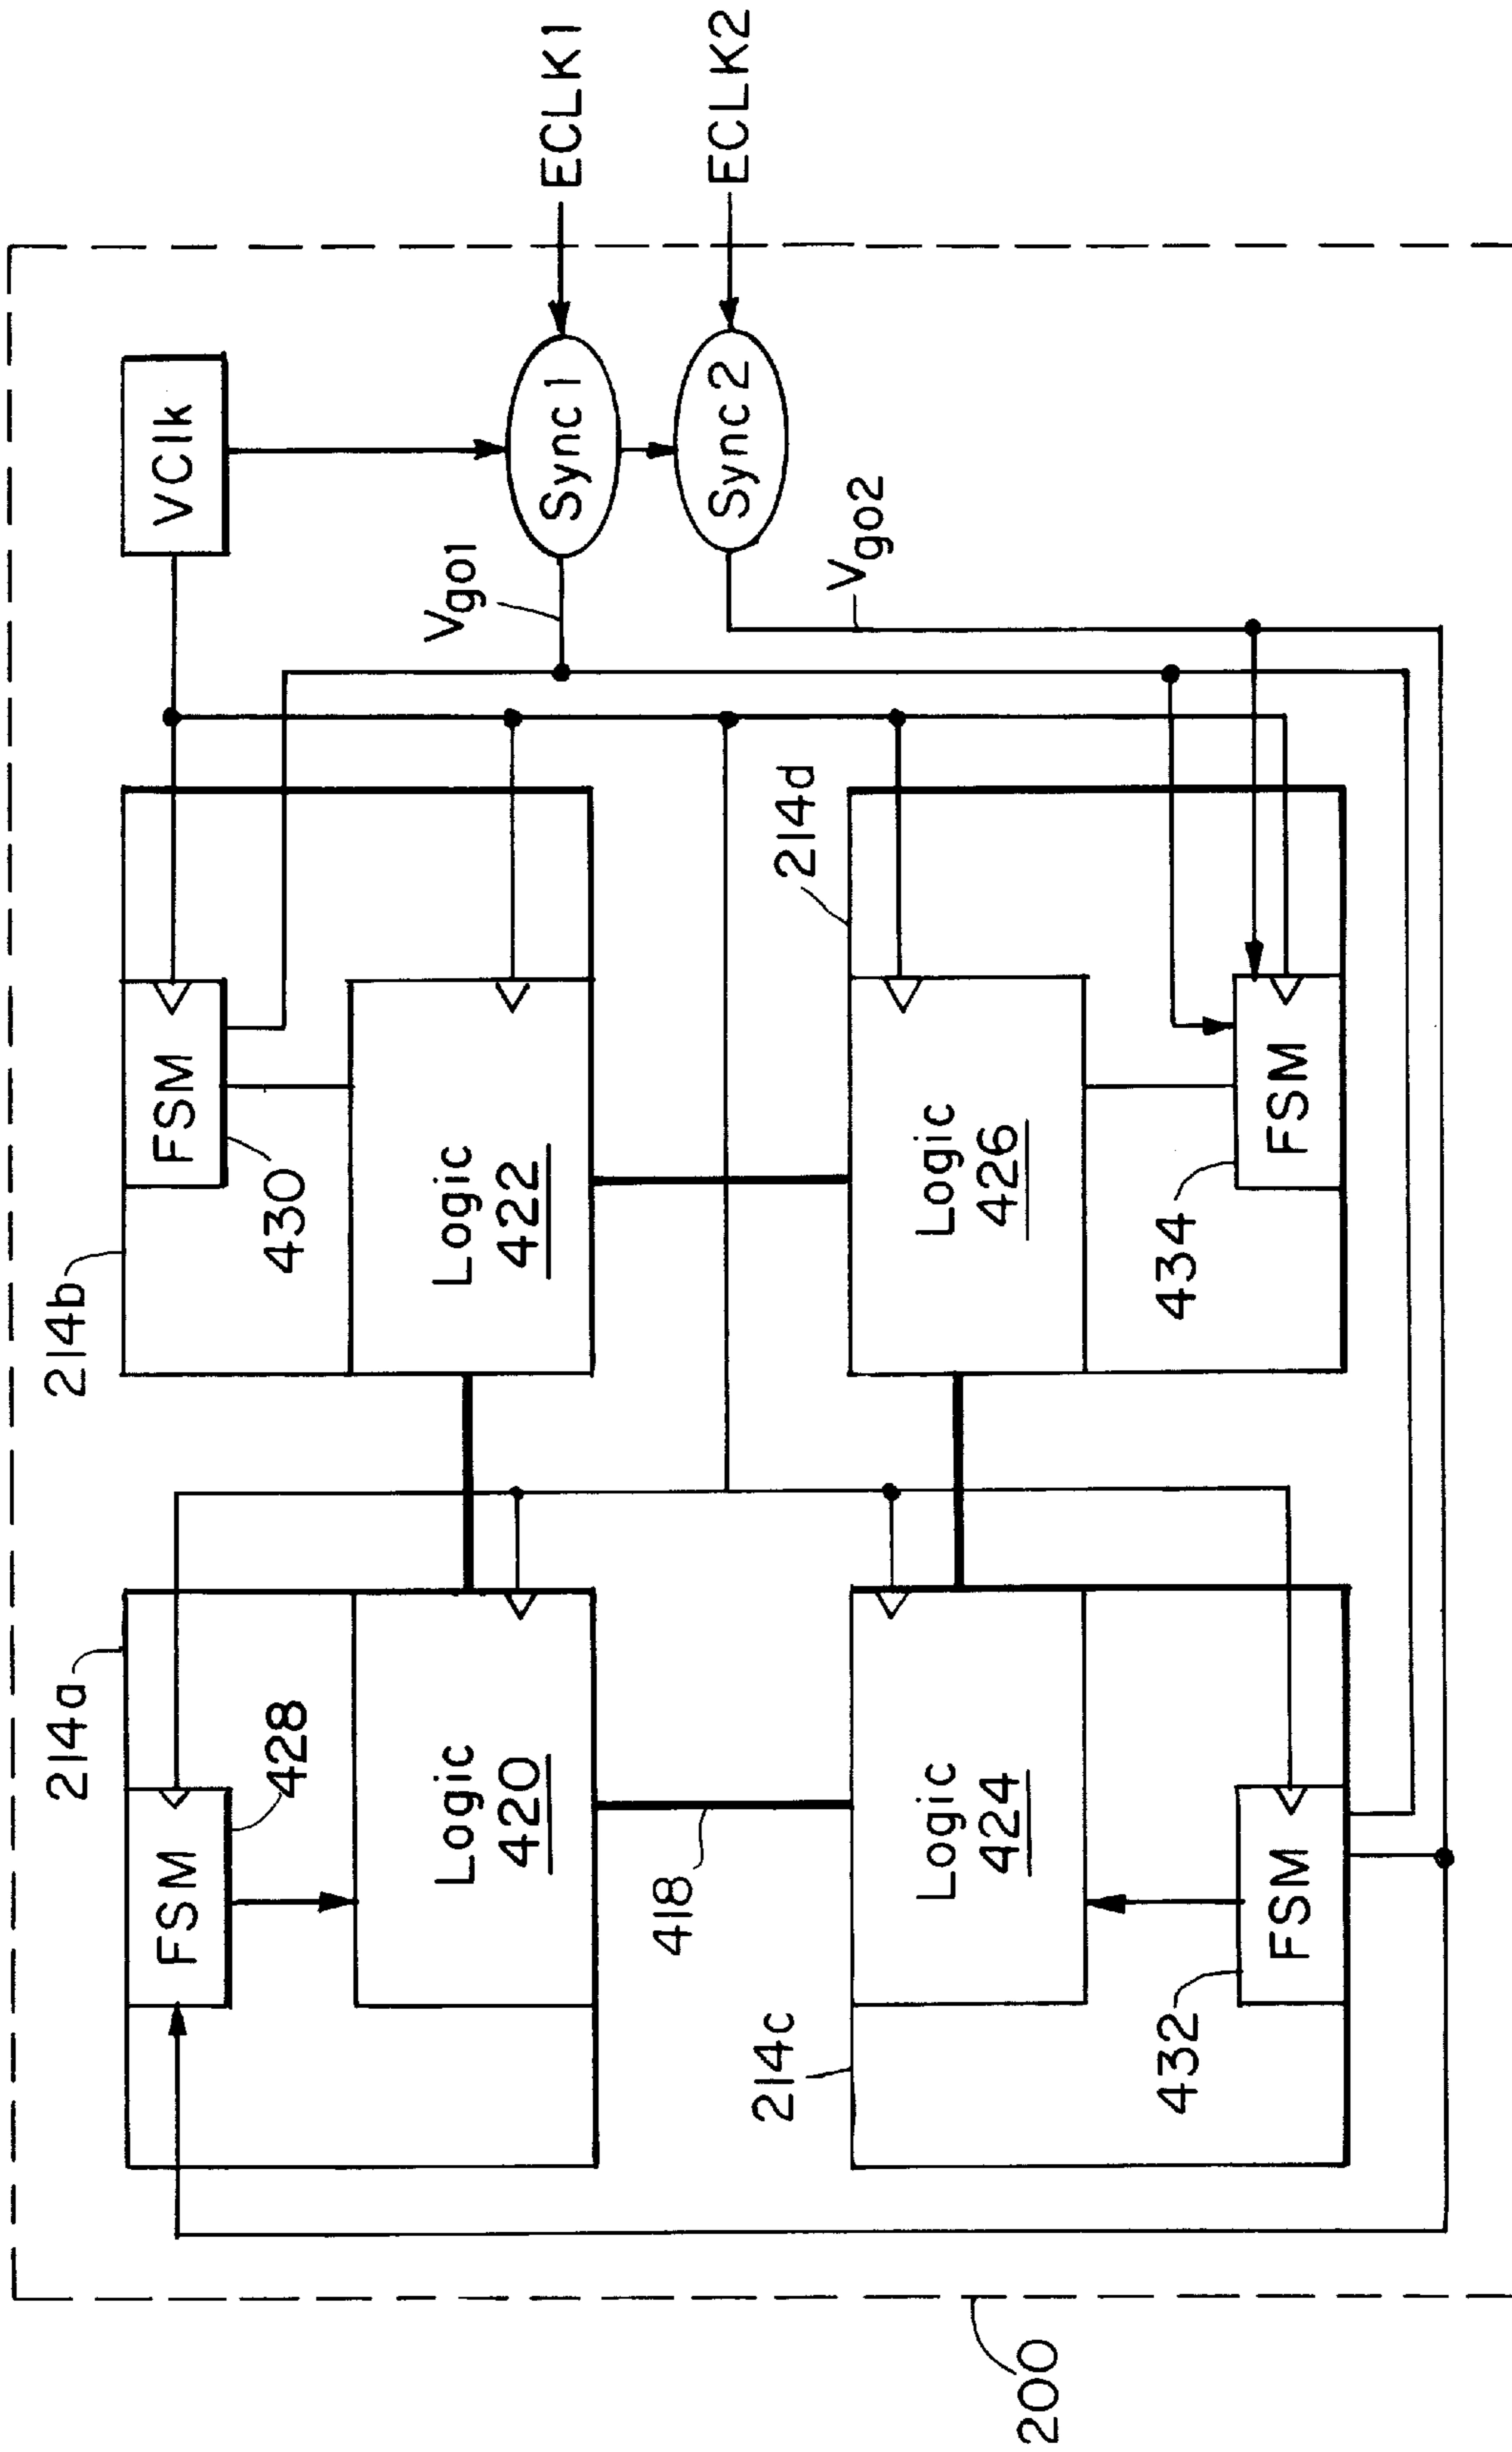 214a
214b
FSM
FSM
VClk
428
430
Vgo1
Logic
420
Logic
422
Sync1
ECLK1
418
Sync2
ECLK2
214c
214d
Vgo2
Logic
424
Logic
426
200
432
434
FSM
FSM